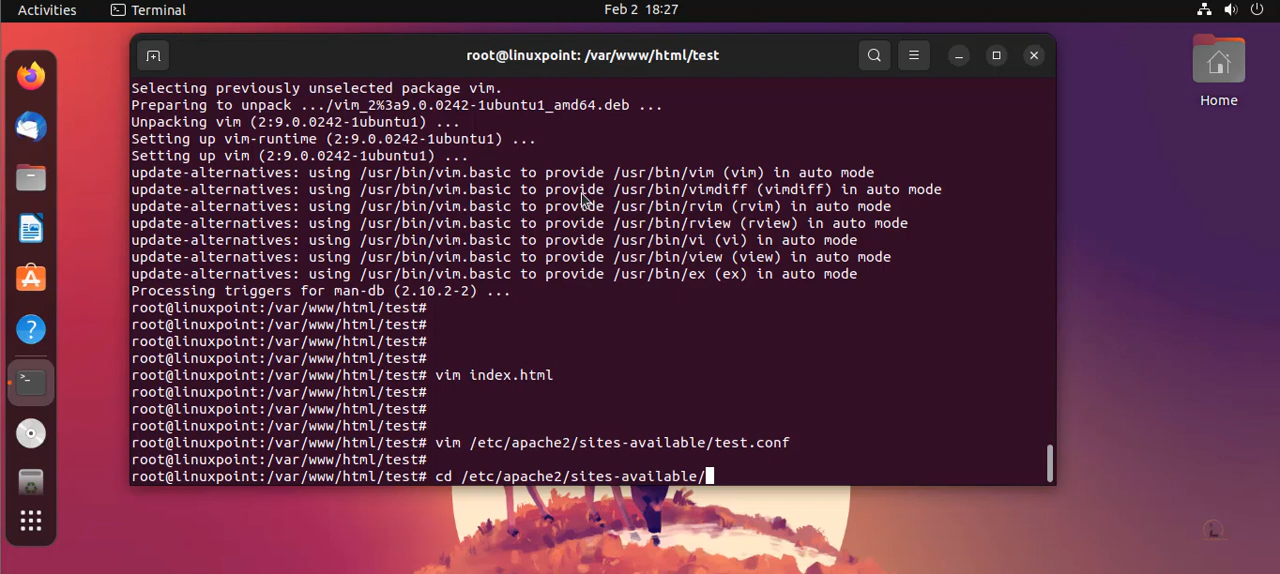 Activities
Terminal
Feb 2 18:27
root@linuxpoint: /var/www/html/test
Home
Selecting previously unselected package vim.
Preparing to unpack .../vim_2%3a9.0.0242-1ubuntu1_amd64.deb ...
Unpacking vim (2:9.0.0242-1ubuntu1) ...
Setting up vim-runtime (2:9.0.0242-1ubuntu1) ...
Setting up vim (2:9.0.0242-1ubuntu1) ...
update-alternatives: using /usr/bin/vim.basic to provide /usr/bin/vim (vim) in auto mode
update-alternatives: using /usr/bin/vim.basic to provide /usr/bin/vimdiff (vimdiff) in auto mode
update-alternatives: using /usr/bin/vim.basic to provide /usr/bin/rvim (rvim) in auto mode
update-alternatives: using /usr/bin/vim.basic to provide /usr/bin/rview (rview) in auto mode
update-alternatives: using /usr/bin/vim.basic to provide /usr/bin/vi (vi) in auto mode
update-alternatives: using /usr/bin/vim.basic to provide /usr/bin/view (view) in auto mode
update-alternatives: using /usr/bin/vim.basic to provide /usr/bin/ex (ex) in auto mode
Processing triggers for man-db (2.10.2-2) ...
root@linuxpoint:/var/www/html/test#
root@linuxpoint:/var/www/html/test#
root@linuxpoint:/var/www/html/test#
root@linuxpoint:/var/www/html/test#
root@linuxpoint:/var/www/html/test# vim index.html
root@linuxpoint:/var/www/html/test#
root@linuxpoint:/var/www/html/test#
root@linuxpoint:/var/www/html/test#
root@linuxpoint:/var/www/html/test# vim /etc/apache2/sites-available/test.conf
root@linuxpoint:/var/www/html/test#
root@linuxpoint:/var/www/html/test# cd /etc/apache2/sites-available/